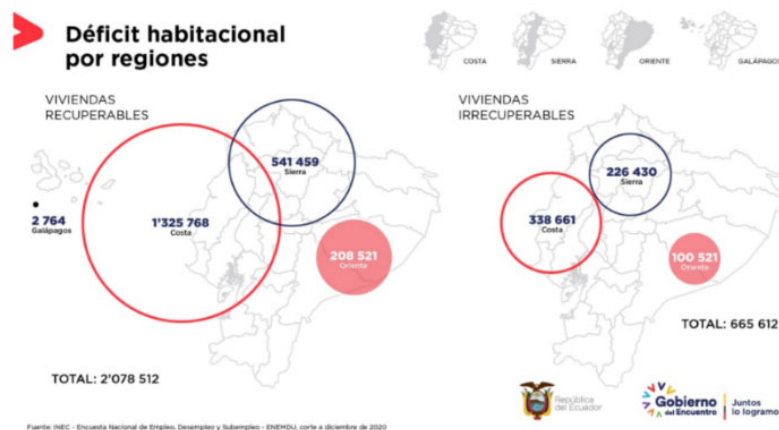 Déficit habitacional
por regiones
COSTA
SIERRA
ORIENTE
GALÁPAGOS
VIVIENDAS
RECUPERABLES
541 459
Sierra
2 764
Galápagos
1'325 768
Costa
208 521
Oriente
TOTAL: 2'078 512
VIVIENDAS
IRRECUPERABLES
226 430
Sierra
338 661
Costa
100 521
Oriente
TOTAL: 665 612
República
del Ecuador
Gobierno
del Encuentro
Juntos
lo logramo
Fuente: INEC - Encuesta Nacional de Empleo, Desempleo y Subempleo - ENEMDU, corte a diciembre de 2020